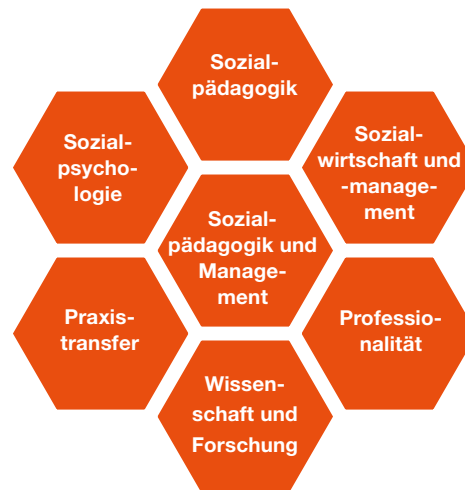 Sozial-
pädagogik
Sozial-
psycho-
logie
Sozial-
wirtschaft und
-manage-
ment
Sozial-
pädagogik und
Manage-
ment
Praxis-
transfer
Professio-
nalität
Wissen-
schaft und
Forschung